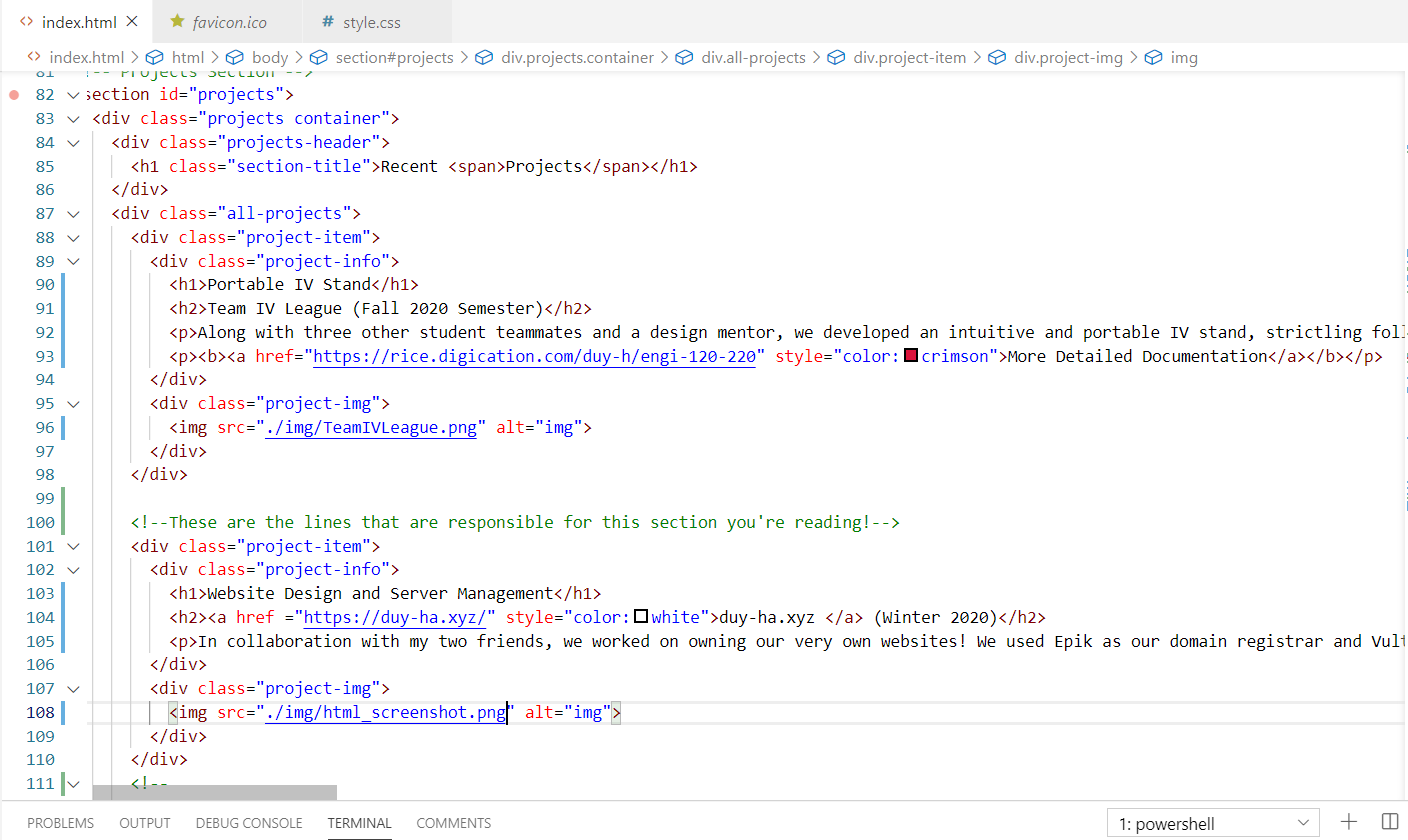 index.html
favicon.ico
style.css
index.html > html > body > section#projects > div.projects.container > div.all-projects > div.project-item > div.project-img > img
81 !-- Projects Section -->
82 section id="projects">
83 <div class="projects container">
84 <div class="projects-header">
85 <h1 class="section-title">Recent <span>Projects</span></h1>
86 </div>
87 <div class="all-projects">
88 <div class="project-item">
89 <div class="project-info">
90 <h1>Portable IV Stand</h1>
91 <h2>Team IV League (Fall 2020 Semester)</h2>
92 <p>Along with three other student teammates and a design mentor, we developed an intuitive and portable IV stand, strictling foll
93 <p><b><a href="https://rice.digication.com/duy-h/engi-120-220" style="color:crimson">More Detailed Documentation</a></b></p>
94 </div>
95 <div class="project-img">
96 <img src="./img/TeamIVLeague.png" alt="img">
97 </div>
98 </div>
99
100 <!--These are the lines that are responsible for this section you're reading!-->
101 <div class="project-item">
102 <div class="project-info">
103 <h1>Website Design and Server Management</h1>
104 <h2><a href ="https://duy-ha.xyz/" style="color:white">duy-ha.xyz </a> (Winter 2020)</h2>
105 <p>In collaboration with my two friends, we worked on owning our very own websites! We used Epik as our domain registrar and Vult
106 </div>
107 <div class="project-img">
108 <img src="./img/html_screenshot.png" alt="img">
109 </div>
110 </div>
111 <!--
PROBLEMS OUTPUT DEBUG CONSOLE TERMINAL COMMENTS 1: powershell